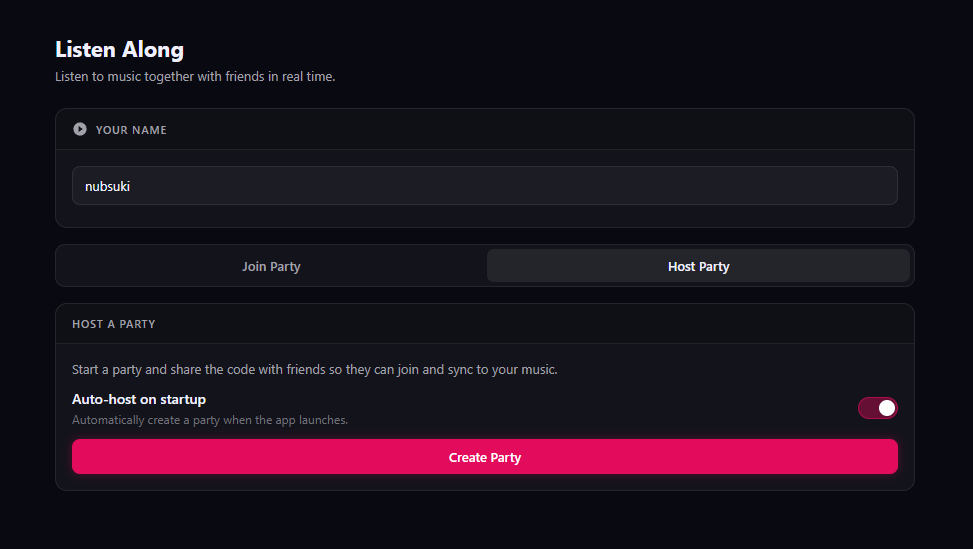 Listen Along
Listen to music together with friends in real time.
YOUR NAME
nubsuki
Join Party
Host Party
HOST A PARTY
Start a party and share the code with friends so they can join and sync to your music.
Auto-host on startup
Automatically create a party when the app launches.
Create Party